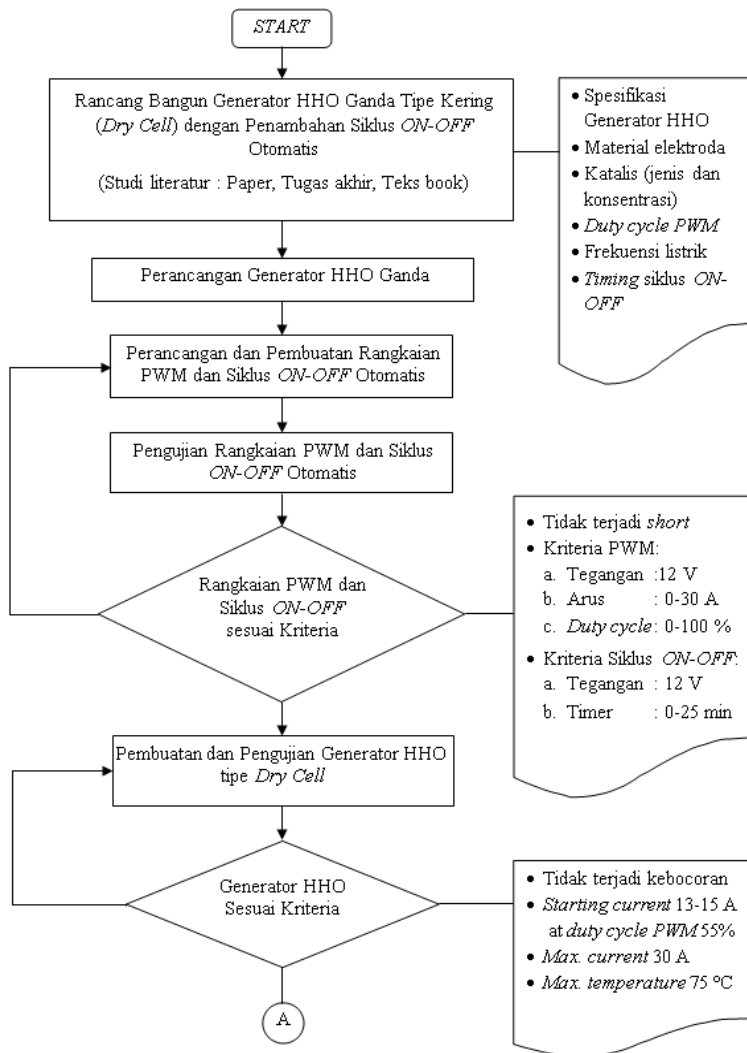 START
Rancang Bangun Generator HHO Ganda Tipe Kering
(Dry Cell) dengan Penambahan Siklus ON-OFF
Otomatis
(Studi literatur : Paper, Tugas akhir, Teks book)
• Spesifikasi
Generator HHO
• Material elektroda
• Katalis (jenis dan
konsentrasi)
• Duty cycle PWM
• Frekuensi listrik
• Timing siklus ON-
OFF
Perancangan Generator HHO Ganda
Perancangan dan Pembuatan Rangkaian
PWM dan Siklus ON-OFF Otomatis
Pengujian Rangkaian PWM dan Siklus
ON-OFF Otomatis
Rangkaian PWM dan
Siklus ON-OFF
sesuai Kriteria
• Tidak terjadi short
• Kriteria PWM:
a. Tegangan :12 V
b. Arus : 0-30 A
c. Duty cycle : 0-100 %
• Kriteria Siklus ON-OFF:
a. Tegangan : 12 V
b. Timer : 0-25 min
Pembuatan dan Pengujian Generator HHO
tipe Dry Cell
Generator HHO
Sesuai Kriteria
• Tidak terjadi kebocoran
• Starting current 13-15 A
at duty cycle PWM 55%
• Max. current 30 A
• Max. temperature 75 °C
A